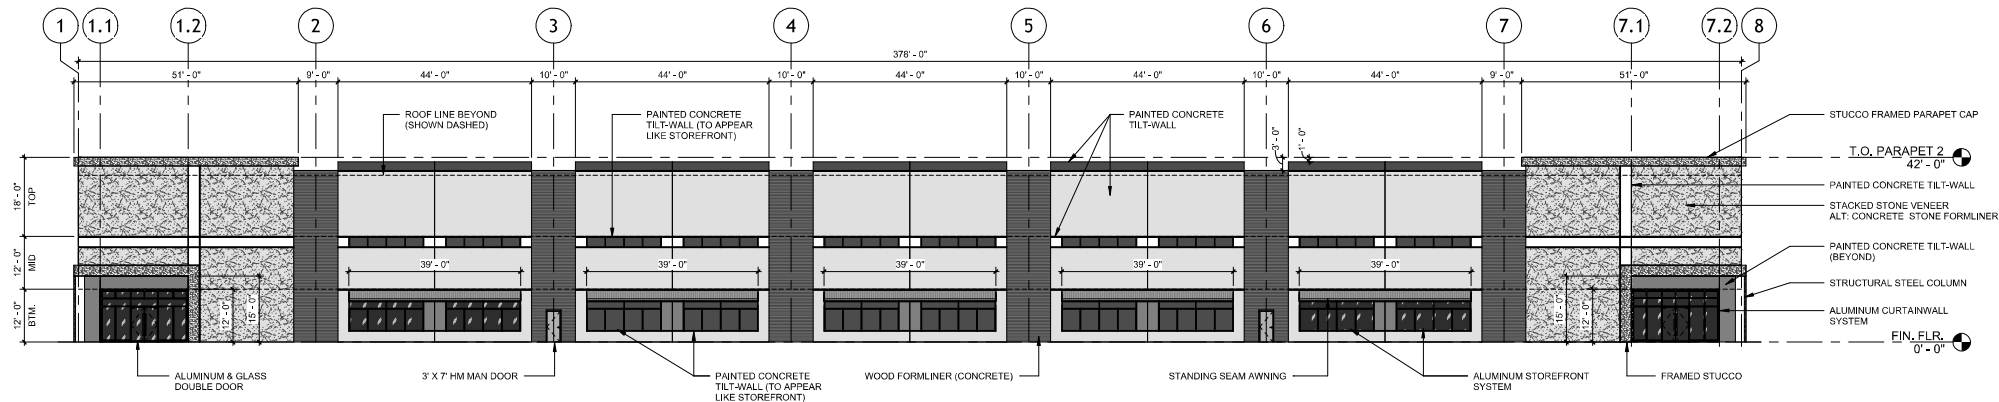 1 1.1 1.2 2 3 4 5 6 7 7.1 7.2 8
378' - 0"
51' - 0" 9' - 0" 44' - 0" 10' - 0" 44' - 0" 10' - 0" 44' - 0" 10' - 0" 44' - 0" 10' - 0" 44' - 0" 9' - 0" 51' - 0"
ROOF LINE BEYOND
(SHOWN DASHED)
PAINTED CONCRETE
TILT-WALL (TO APPEAR
LIKE STOREFRONT)
PAINTED CONCRETE
TILT-WALL
3' - 0"
1' - 0"
STUCCO FRAMED PARAPET CAP
T.O. PARAPET 2
42' - 0"
PAINTED CONCRETE TILT-WALL
STACKED STONE VENEER
ALT: CONCRETE STONE FORMLINER
PAINTED CONCRETE TILT-WALL
(BEYOND)
STRUCTURAL STEEL COLUMN
ALUMINUM CURTAINWALL
SYSTEM
FIN. FLR.
0' - 0"
18' - 0"
TOP
12' - 0"
MID
12' - 0"
BTM.
12' - 0"
15' - 0"
39' - 0" 39' - 0" 39' - 0" 39' - 0" 39' - 0"
15' - 0"
12' - 0"
ALUMINUM & GLASS
DOUBLE DOOR
3' X 7' HM MAN DOOR
PAINTED CONCRETE
TILT-WALL (TO APPEAR
LIKE STOREFRONT)
WOOD FORMLINER (CONCRETE)
STANDING SEAM AWNING
ALUMINUM STOREFRONT
SYSTEM
FRAMED STUCCO